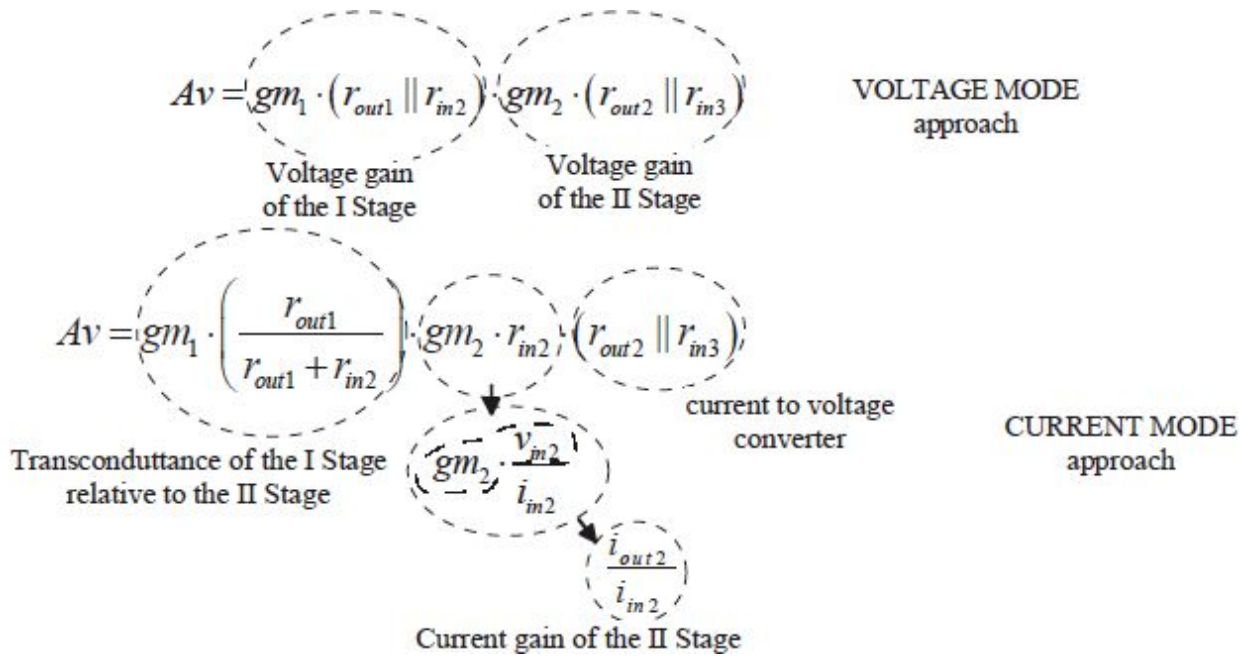 Av = gm₁ · (r_out1 || r_in2) · gm₂ · (r_out2 || r_in3)
VOLTAGE MODE
approach
Voltage gain
of the I Stage
Voltage gain
of the II Stage
Av = gm₁ · (r_out1 / (r_out1 + r_in2)) · gm₂ · r_in2 · (r_out2 || r_in3)
current to voltage
converter
CURRENT MODE
approach
Transconduttance of the I Stage
relative to the II Stage
gm₂ · v_in2 / i_in2
i_out2 / i_in2
Current gain of the II Stage